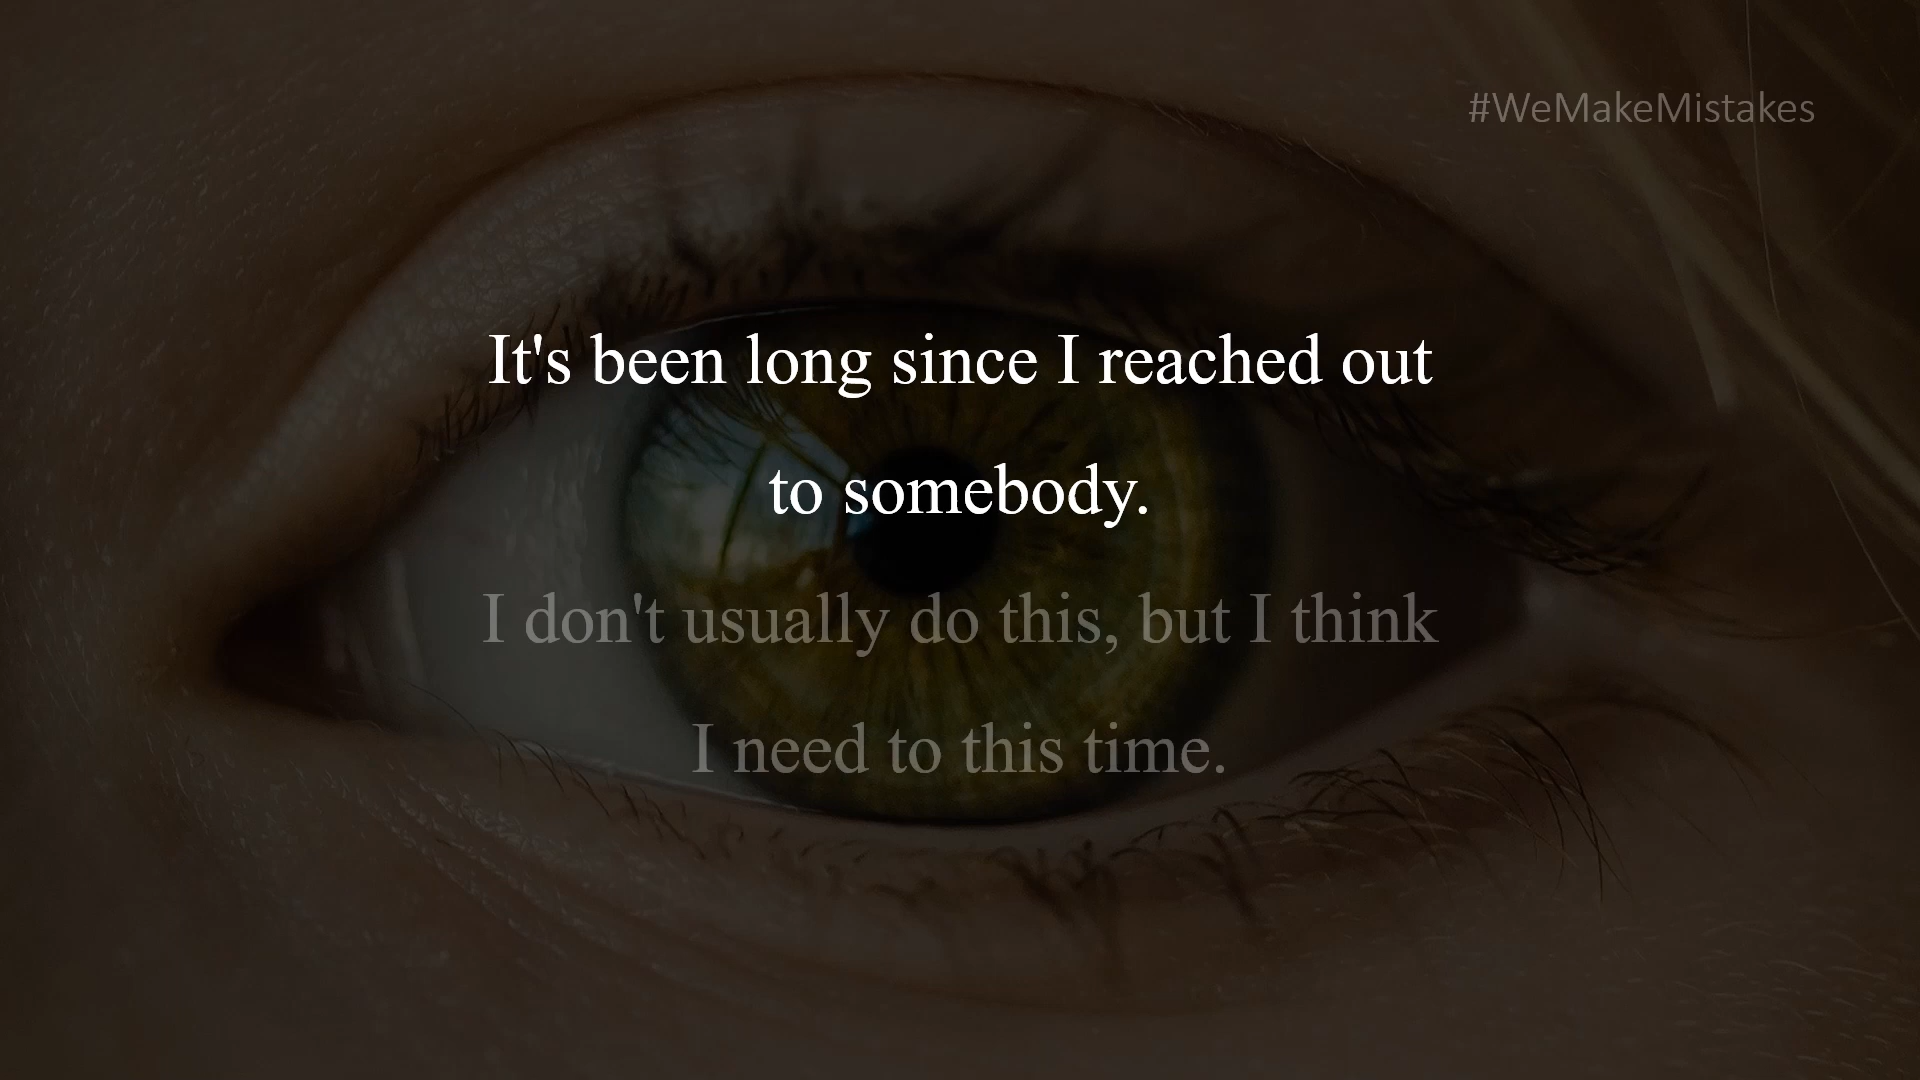 #WeMakeMistakes
It's been long since I reached out
to somebody.
I don't usually do this, but I think
I need to this time.